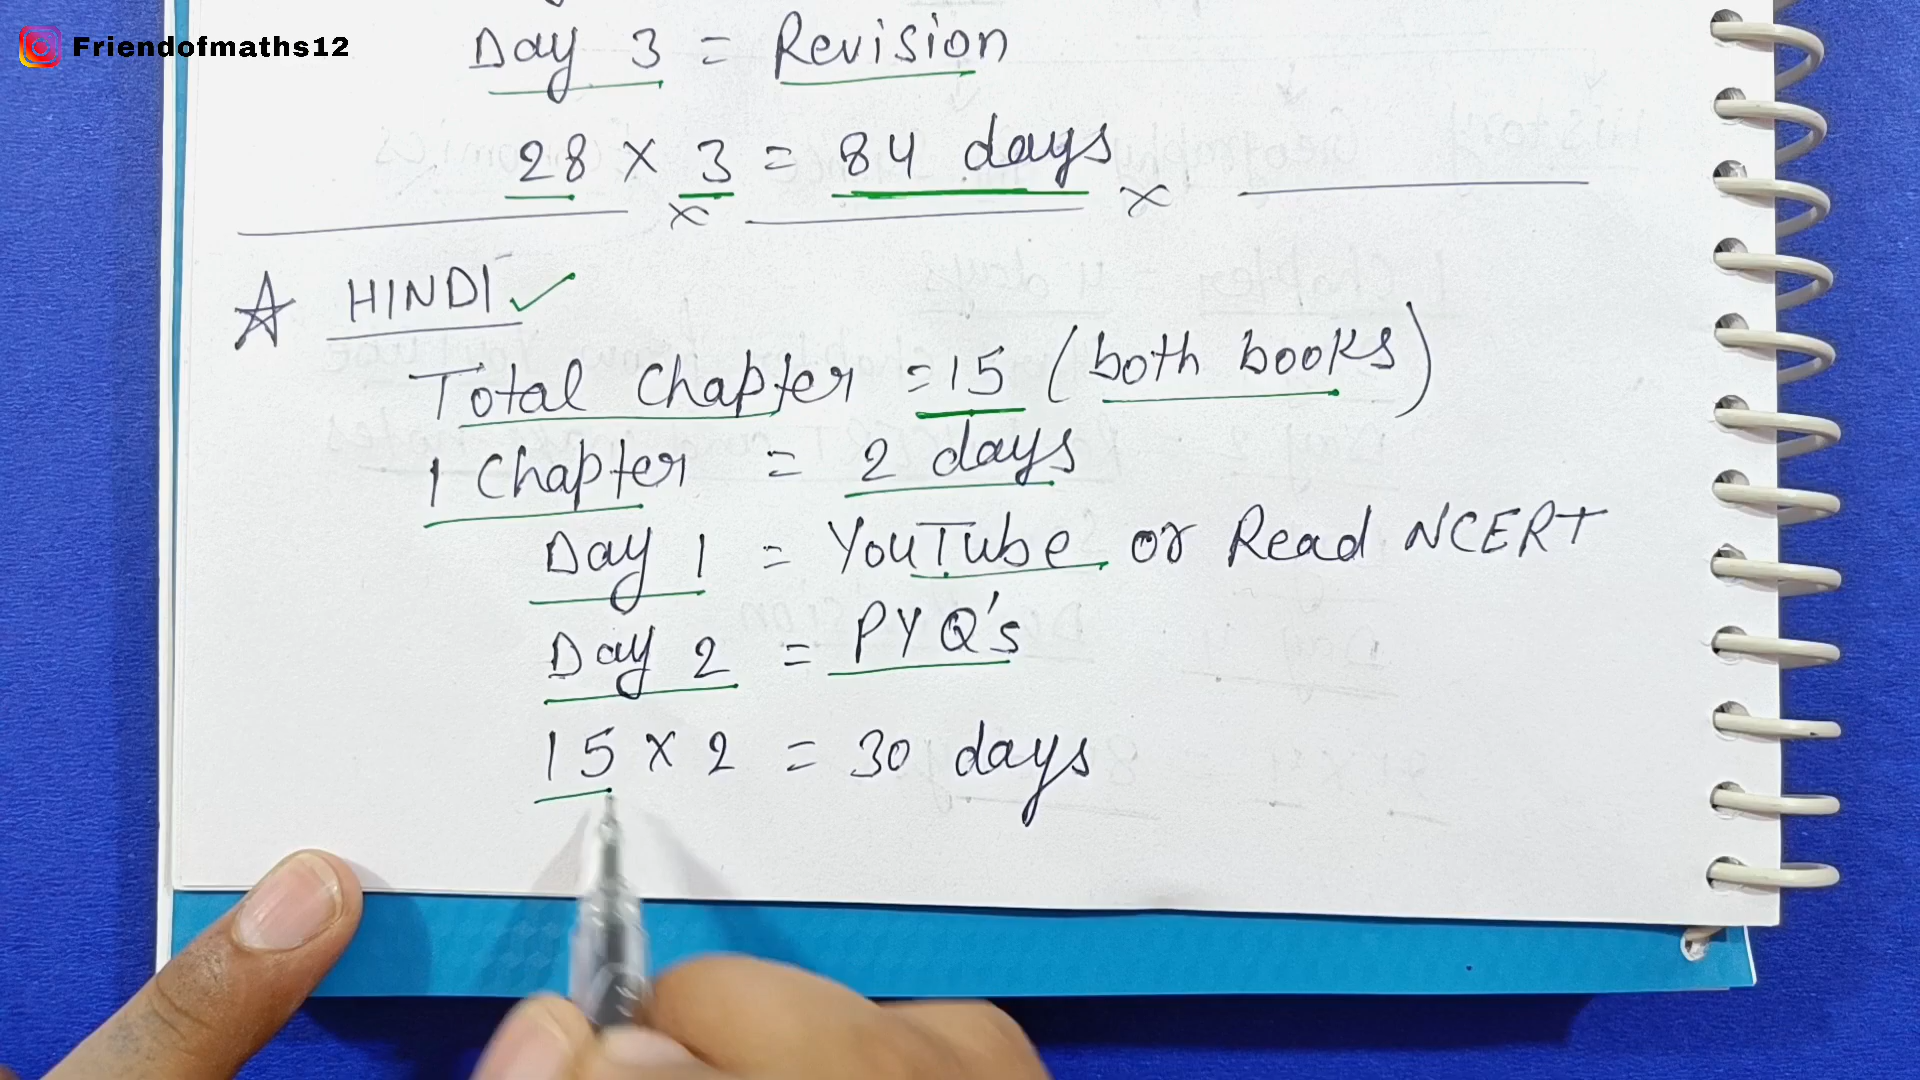 Friendofmaths12
Day 3 = Revision
28 x 3 = 84 days
x x
HINDI ✓
Total Chapter = 15 (both books)
1 Chapter = 2 days
Day 1 = YouTube or Read NCERT
Day 2 = PYQ's
15 x 2 = 30 days